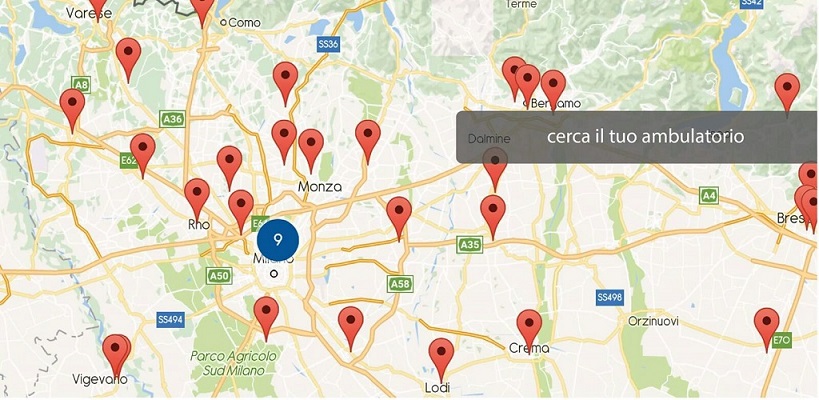 Terme
SS42
Varese
Como
SS36
A8
A36
Bergamo
Dalmine
cerca il tuo ambulatorio
E62
Monza
A4
Rho
Bres
9
A35
Milano
A50
A58
SS498
SS494
Orzinuovi
E70
Crema
Parco Agricolo
Sud Milano
Vigevano
Lodi